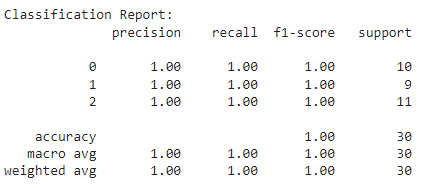 Classification Report:
precision recall f1-score support
0 1.00 1.00 1.00 10
1 1.00 1.00 1.00 9
2 1.00 1.00 1.00 11
accuracy 1.00 30
macro avg 1.00 1.00 1.00 30
weighted avg 1.00 1.00 1.00 30